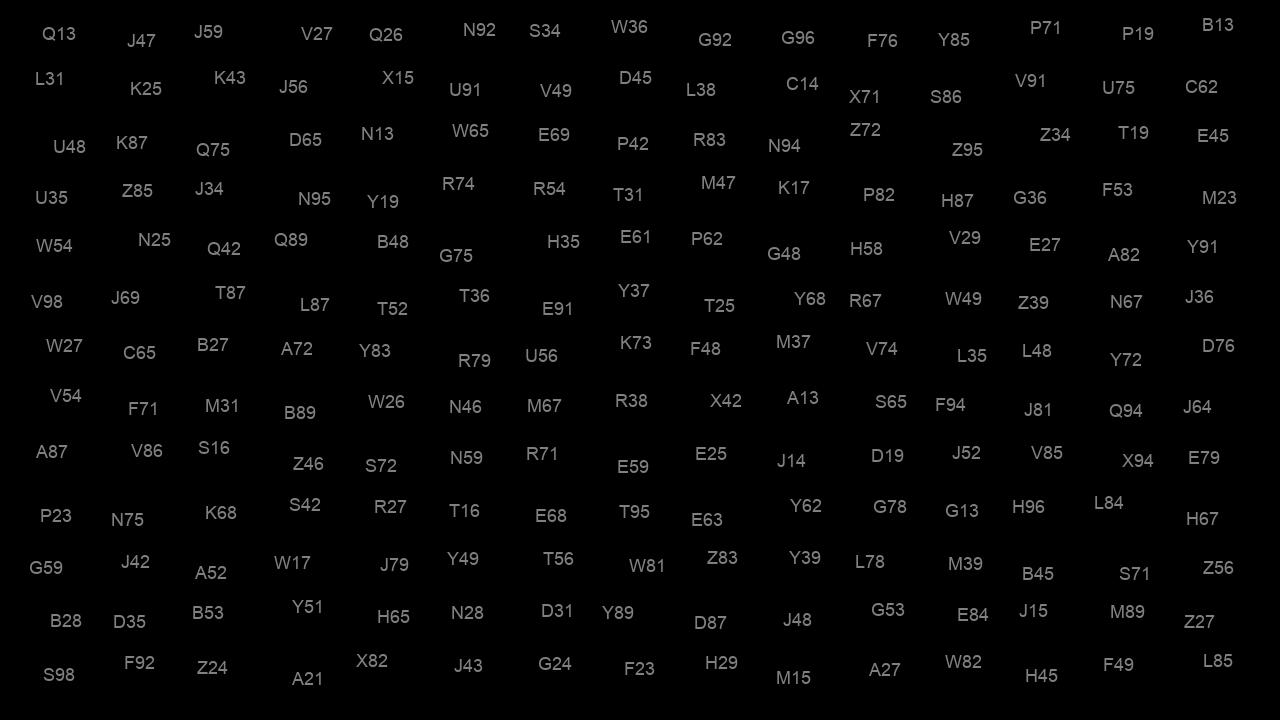 Q13 J47 J59 V27 Q26 N92 S34 W36 G92 G96 F76 Y85 P71 P19 B13
L31 K25 K43 J56 X15 U91 V49 D45 L38 C14 X71 S86 V91 U75 C62
U48 K87 Q75 D65 N13 W65 E69 P42 R83 N94 Z72 Z95 Z34 T19 E45
U35 Z85 J34 N95 Y19 R74 R54 T31 M47 K17 P82 H87 G36 F53 M23
W54 N25 Q42 Q89 B48 G75 H35 E61 P62 G48 H58 V29 E27 A82 Y91
V98 J69 T87 L87 T52 T36 E91 Y37 T25 Y68 R67 W49 Z39 N67 J36
W27 C65 B27 A72 Y83 R79 U56 K73 F48 M37 V74 L35 L48 Y72 D76
V54 F71 M31 B89 W26 N46 M67 R38 X42 A13 S65 F94 J81 Q94 J64
A87 V86 S16 Z46 S72 N59 R71 E59 E25 J14 D19 J52 V85 X94 E79
P23 N75 K68 S42 R27 T16 E68 T95 E63 Y62 G78 G13 H96 L84 H67
G59 J42 A52 W17 J79 Y49 T56 W81 Z83 Y39 L78 M39 B45 S71 Z56
B28 D35 B53 Y51 H65 N28 D31 Y89 D87 J48 G53 E84 J15 M89 Z27
S98 F92 Z24 A21 X82 J43 G24 F23 H29 M15 A27 W82 H45 F49 L85